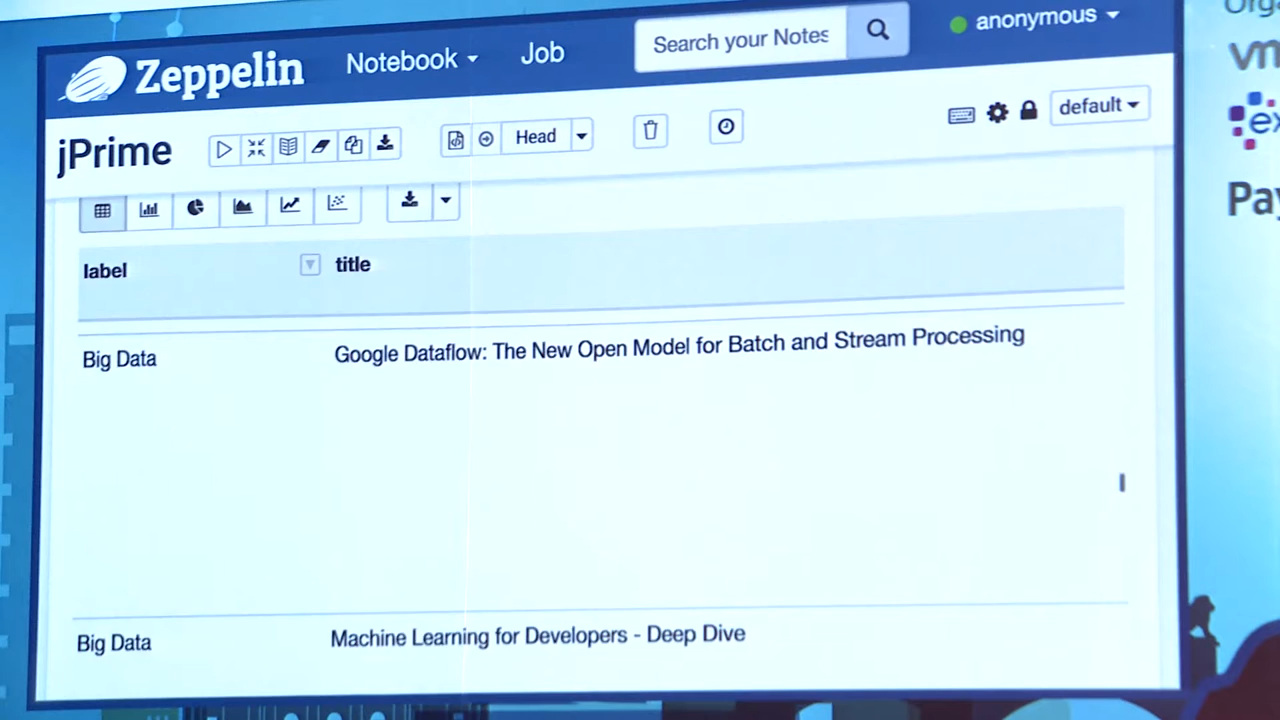 Zeppelin Notebook Job Search your Notes anonymous
jPrime Head default
label title
Big Data Google Dataflow: The New Open Model for Batch and Stream Processing
Big Data Machine Learning for Developers - Deep Dive